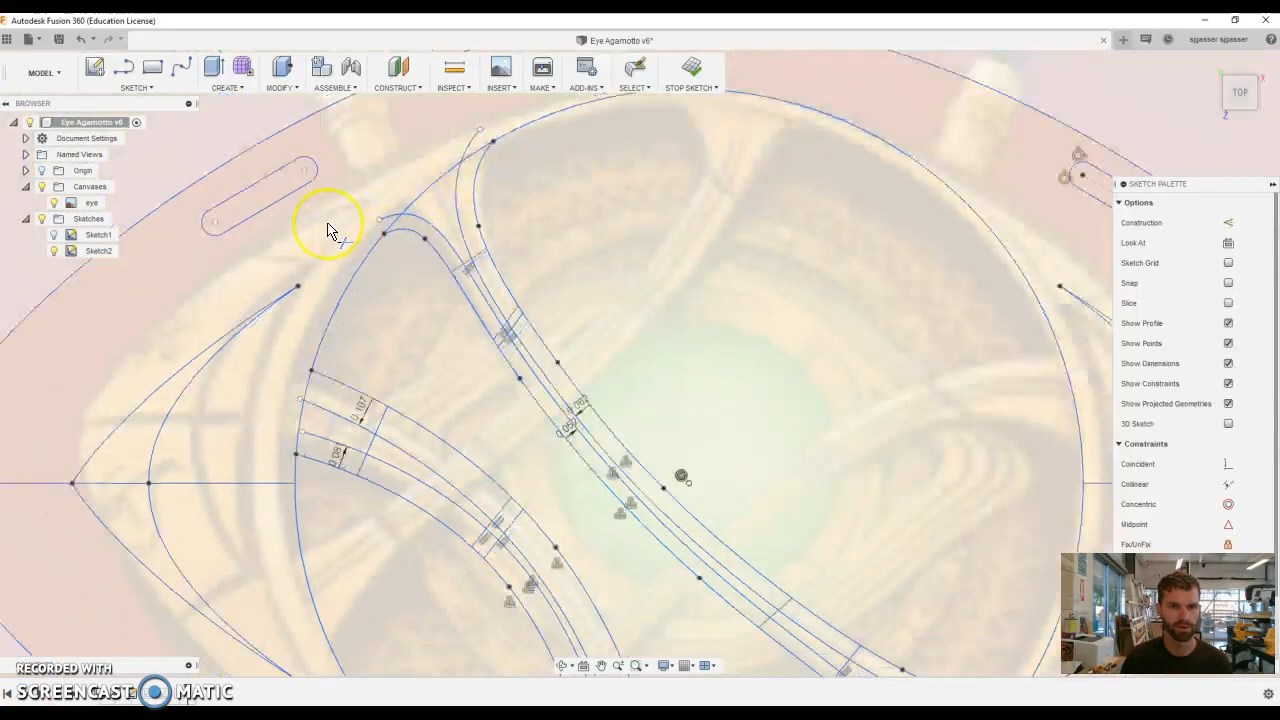 Autodesk Fusion 360 (Education License)
Eye Agamotto v6*
sjgasser sjgasser
MODEL
SKETCH
CREATE
MODIFY
ASSEMBLE
CONSTRUCT
INSPECT
INSERT
MAKE
ADD-INS
SELECT
STOP SKETCH
BROWSER
TOP
X
Z
Eye Agamotto v6
Document Settings
Named Views
Origin
Canvases
eye
Sketches
Sketch1
Sketch2
SKETCH PALETTE
Options
Construction
Look At
Sketch Grid
Snap
Slice
Show Profile
Show Points
Show Dimensions
Show Constraints
Show Projected Geometries
3D Sketch
Constraints
Coincident
Collinear
Concentric
Midpoint
Fix/UnFix
RECORDED WITH
SCREENCAST MATIC